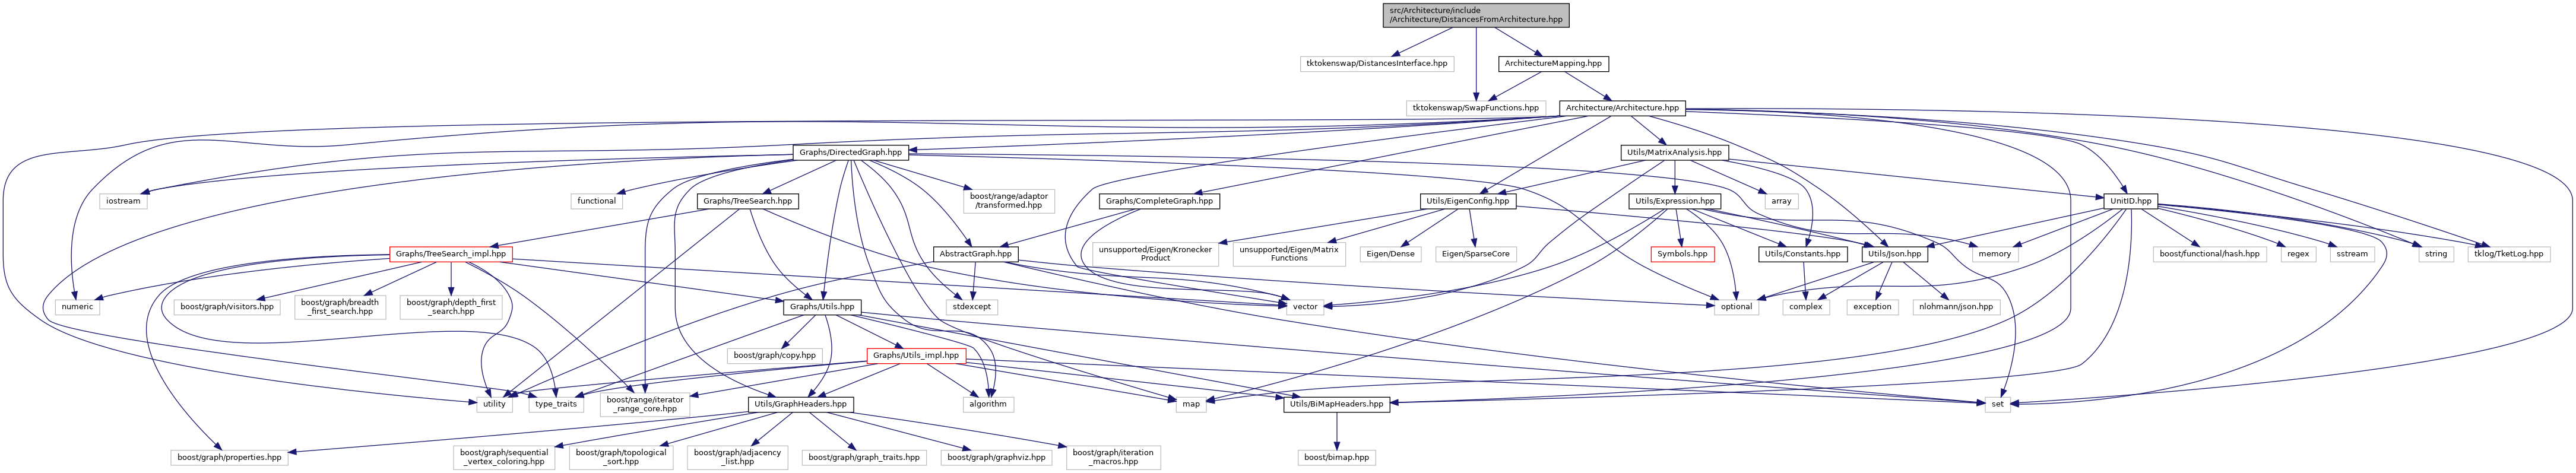 src/Architecture/include
/Architecture/DistancesFromArchitecture.hpp
tktokenswap/DistancesInterface.hpp
ArchitectureMapping.hpp
tktokenswap/SwapFunctions.hpp
Architecture/Architecture.hpp
Graphs/DirectedGraph.hpp
Utils/MatrixAnalysis.hpp
iostream
functional
Graphs/TreeSearch.hpp
boost/range/adaptor
/transformed.hpp
Graphs/CompleteGraph.hpp
Utils/EigenConfig.hpp
Utils/Expression.hpp
array
UnitID.hpp
Graphs/TreeSearch_impl.hpp
AbstractGraph.hpp
unsupported/Eigen/Kronecker
Product
unsupported/Eigen/Matrix
Functions
Eigen/Dense
Eigen/SparseCore
Symbols.hpp
Utils/Constants.hpp
Utils/Json.hpp
memory
boost/functional/hash.hpp
regex
sstream
string
tklog/TketLog.hpp
numeric
boost/graph/visitors.hpp
boost/graph/breadth
_first_search.hpp
boost/graph/depth_first
_search.hpp
Graphs/Utils.hpp
stdexcept
vector
optional
complex
exception
nlohmann/json.hpp
boost/graph/copy.hpp
Graphs/Utils_impl.hpp
utility
type_traits
boost/range/iterator
_range_core.hpp
Utils/GraphHeaders.hpp
algorithm
map
Utils/BiMapHeaders.hpp
set
boost/graph/properties.hpp
boost/graph/sequential
_vertex_coloring.hpp
boost/graph/topological
_sort.hpp
boost/graph/adjacency
_list.hpp
boost/graph/graph_traits.hpp
boost/graph/graphviz.hpp
boost/graph/iteration
_macros.hpp
boost/bimap.hpp